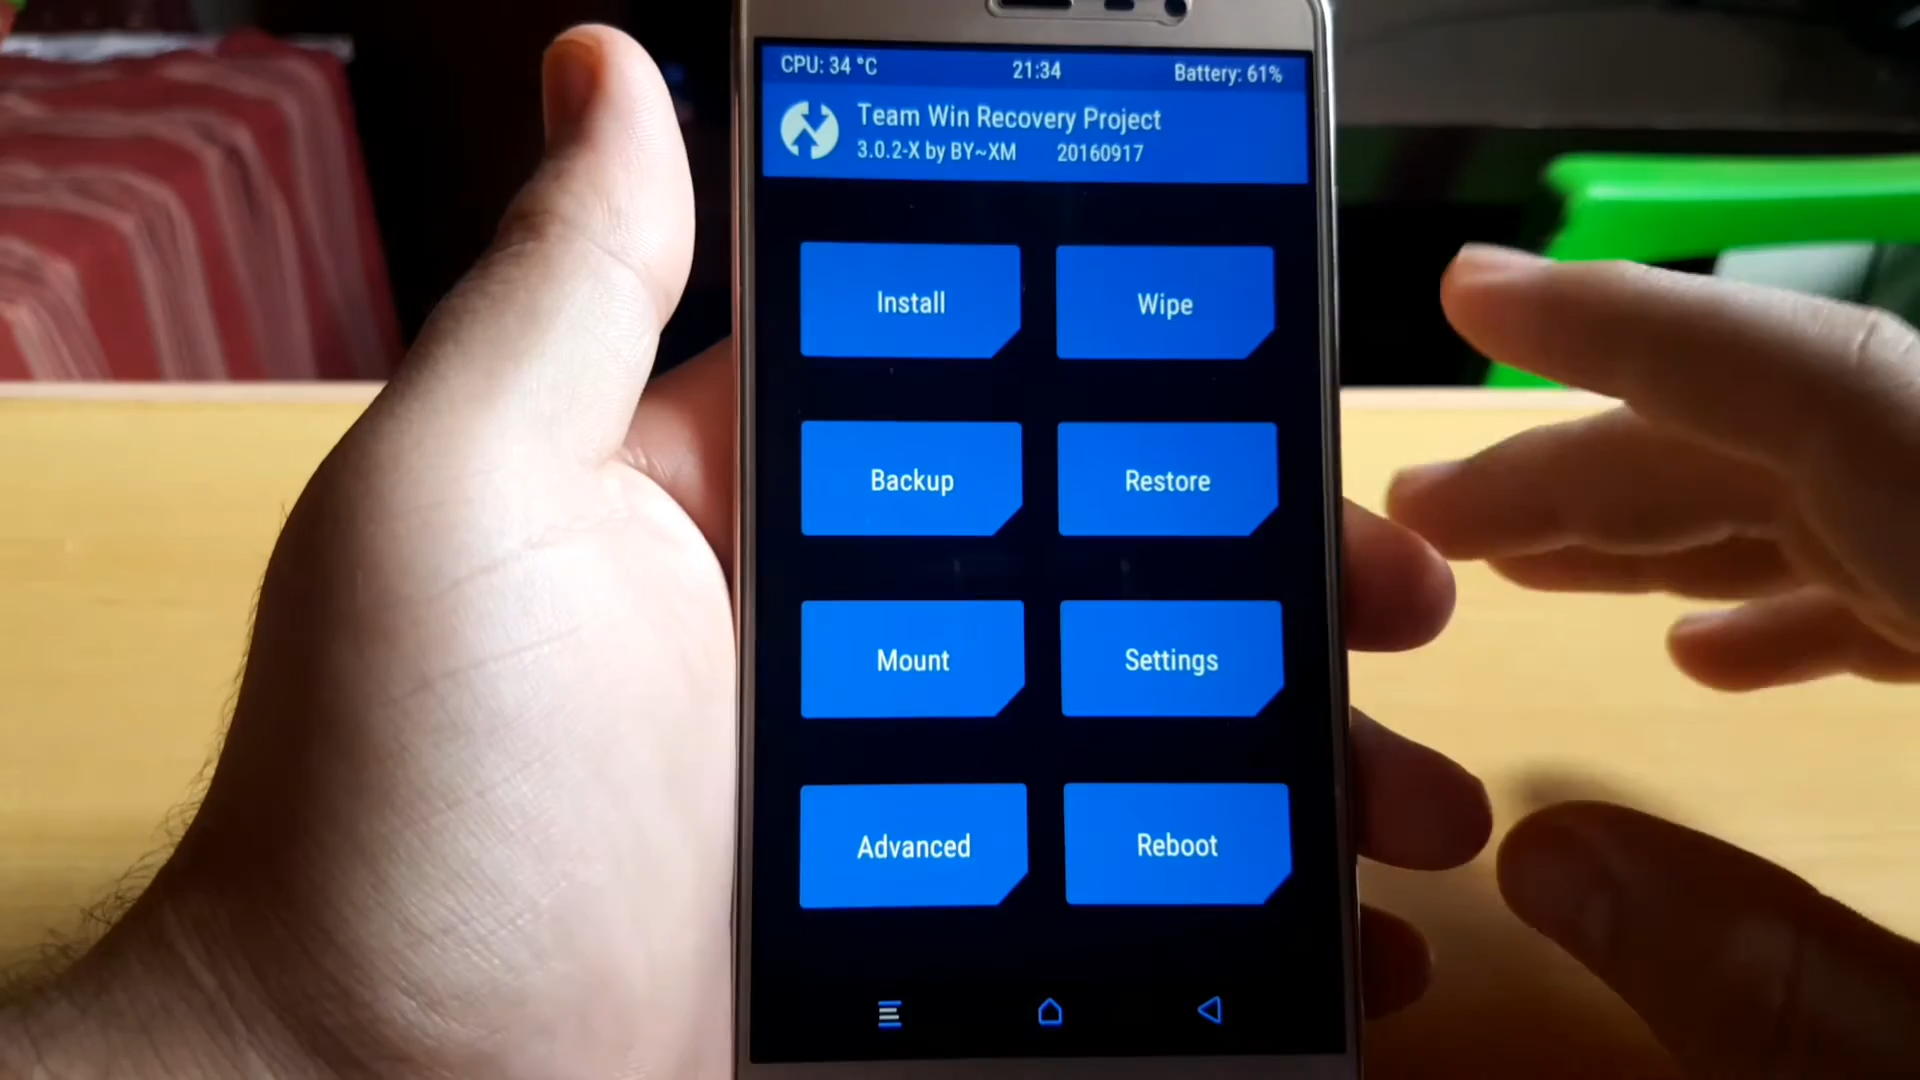 CPU: 34 °C 21:34 Battery: 61%
Team Win Recovery Project
3.0.2-X by BY~XM 20160917
Install Wipe
Backup Restore
Mount Settings
Advanced Reboot